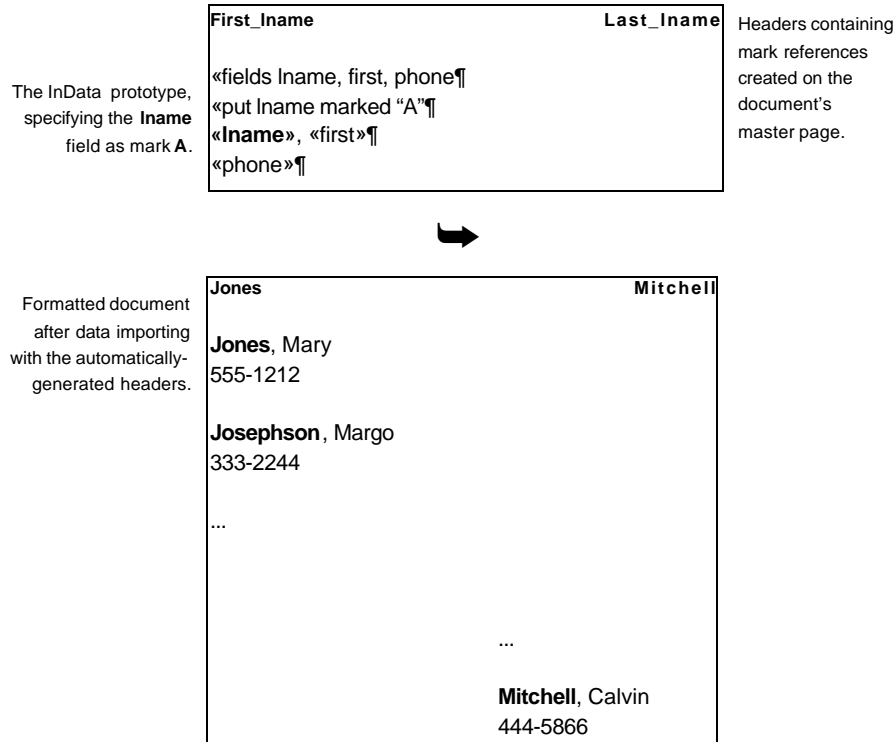 First_lname Last_lname
«fields lname, first, phone¶
«put lname marked “A”¶
«lname», «first»¶
«phone»¶
The InData prototype,
specifying the lname
field as mark A.
Headers containing
mark references
created on the
document's
master page.
Jones Mitchell
Jones, Mary
555-1212
Josephson, Margo
333-2244
...
...
Mitchell, Calvin
444-5866
Formatted document
after data importing
with the automatically-
generated headers.